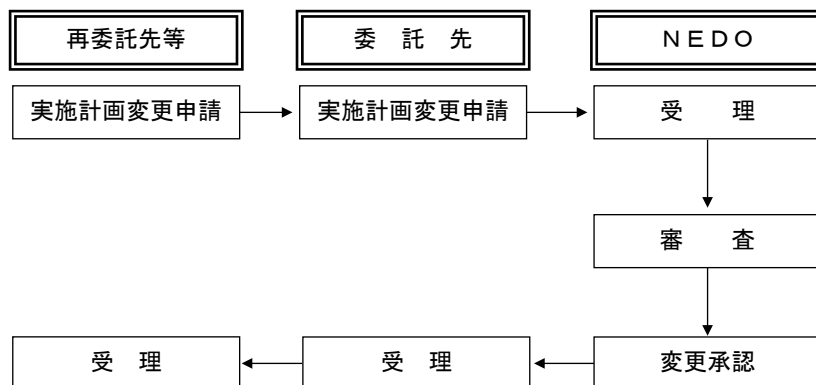 再委託先等
委　託　先
ＮＥＤＯ
実施計画変更申請
実施計画変更申請
受　　理
審　　査
受　理
受　理
変更承認